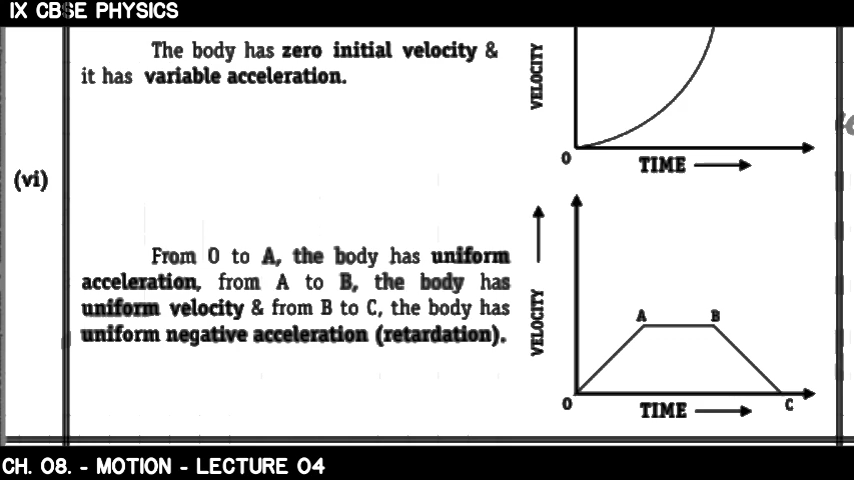 IX CBSE PHYSICS
The body has zero initial velocity &
it has variable acceleration.
VELOCITY
O
TIME
(vi)
From O to A, the body has uniform
acceleration, from A to B, the body has
uniform velocity & from B to C, the body has
uniform negative acceleration (retardation).
VELOCITY
A
B
O
TIME
C
CH. 08. - MOTION - LECTURE 04